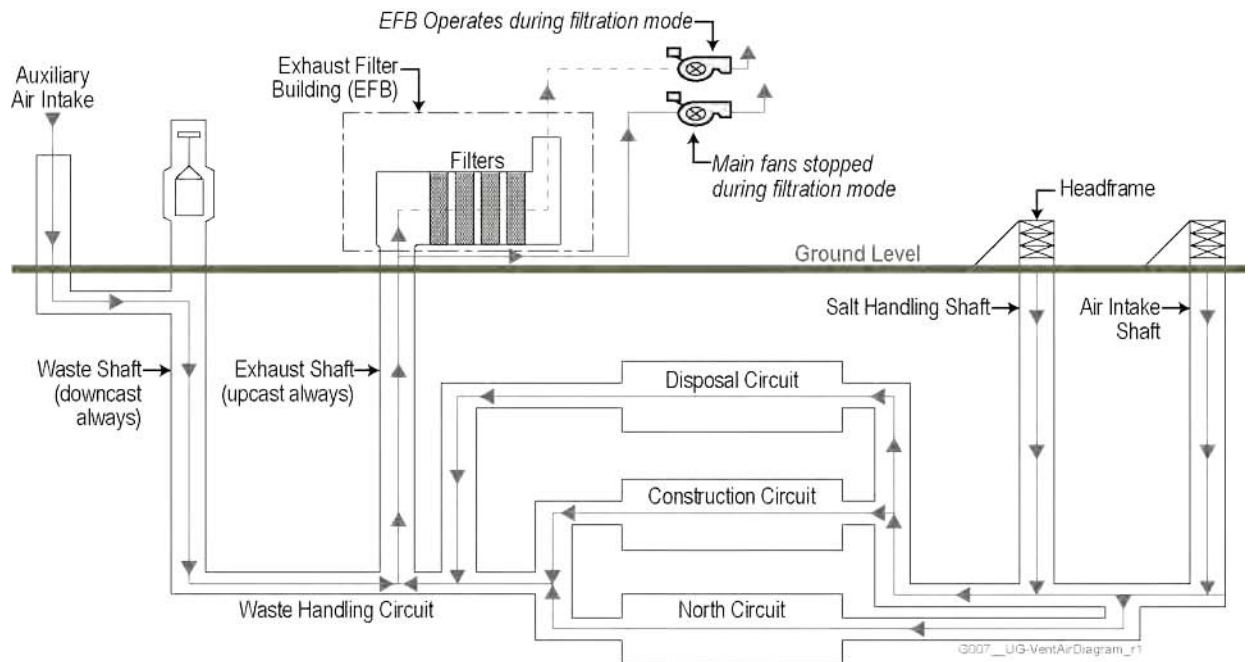 EFB Operates during filtration mode
Auxiliary
Air Intake
Exhaust Filter
Building (EFB)
Filters
Main fans stopped
during filtration mode
Headframe
Ground Level
Salt Handling Shaft
Air Intake
Shaft
Waste Shaft
(downcast
always)
Exhaust Shaft
(upcast always)
Disposal Circuit
Construction Circuit
Waste Handling Circuit
North Circuit
G007__UG-VentAirDiagram_r1